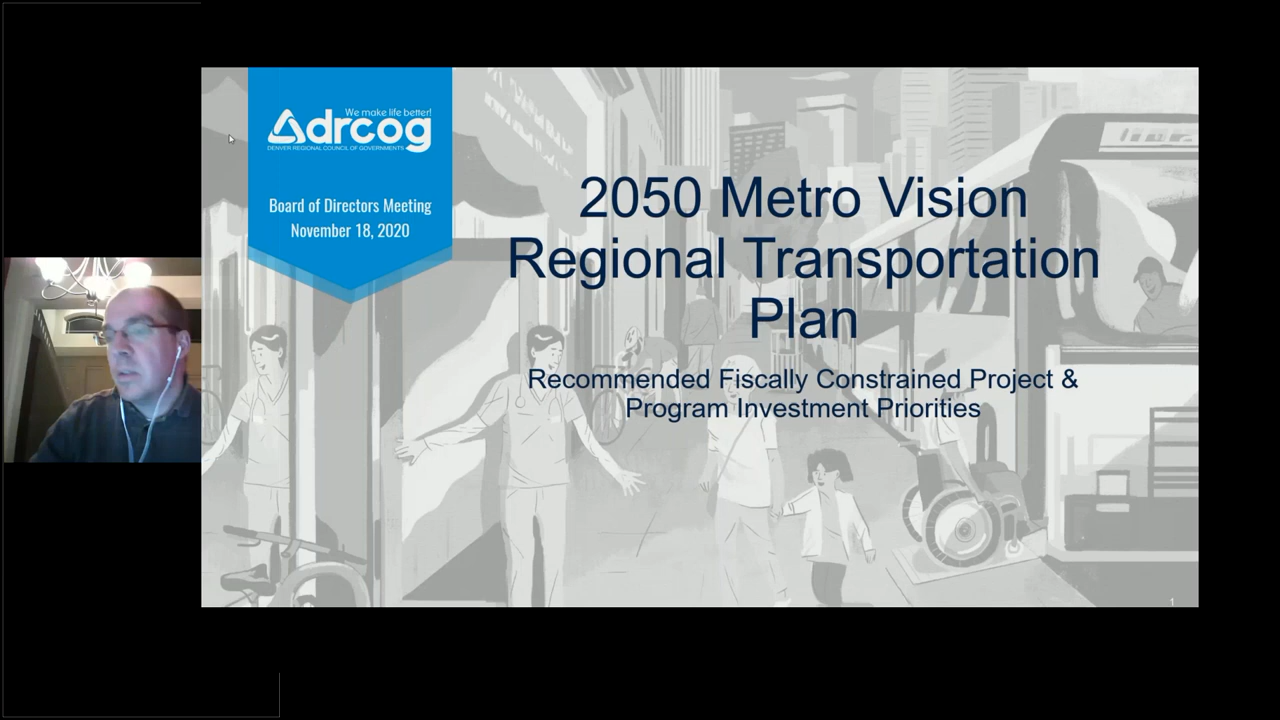 We make life better!
drcog
DENVER REGIONAL COUNCIL OF GOVERNMENTS
Board of Directors Meeting
November 18, 2020
2050 Metro Vision
Regional Transportation
Plan
Recommended Fiscally Constrained Project &
Program Investment Priorities
1